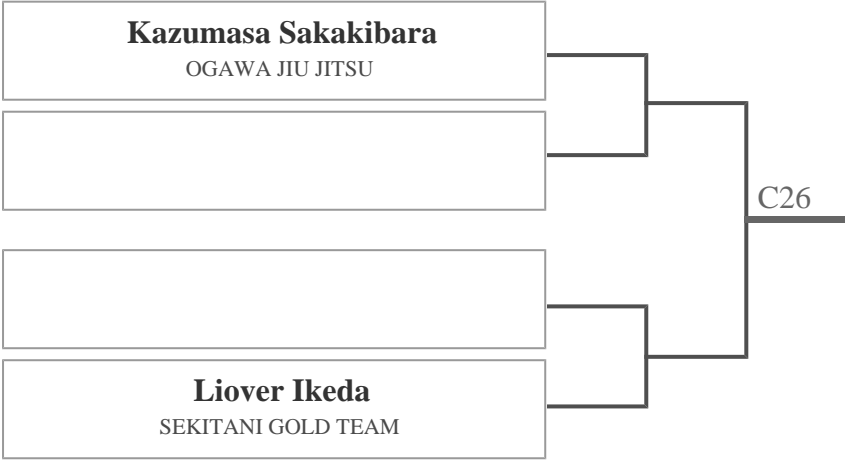 Kazumasa Sakakibara
OGAWA JIU JITSU
C26
Liover Ikeda
SEKITANI GOLD TEAM